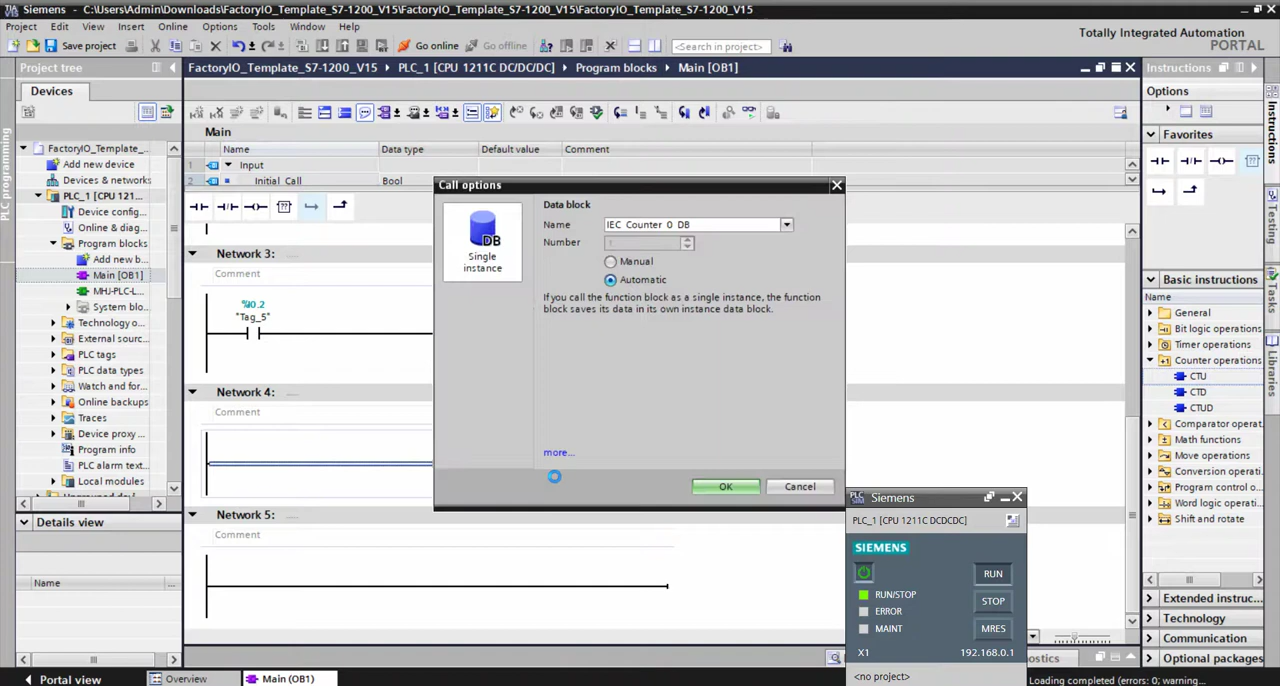 Siemens - C:\Users\Admin\Downloads\FactoryIO_Template_S7-1200_V15\FactoryIO_Template_S7-1200_V15\FactoryIO_Template_S7-1200_V15
Project Edit View Insert Online Options Tools Window Help
Totally Integrated Automation
PORTAL
Save project
Go online
Go offline
<Search in project>
Project tree
FactoryIO_Template_S7-1200_V15 PLC_1 [CPU 1211C DC/DC/DC] Program blocks Main [OB1]
Instructions
Devices
Options
PLC programming
Main
Name Data type Default value Comment
1 Input
2 Initial_Call Bool
Favorites
FactoryIO_Template_...
Add new device
Devices & networks
PLC_1 [CPU 121...
Device config...
Online & diag...
Program blocks
Add new b...
Main [OB1]
MHJ-PLC-L...
System blo...
Technology o...
External sourc...
PLC tags
PLC data types
Watch and for...
Online backups
Traces
Device proxy ...
Program info
PLC alarm text...
Local modules
Details view
Name
Network 3:
Comment
%I0.2
"Tag_5"
Network 4:
Comment
Network 5:
Comment
Call options
Single
instance
DB
Data block
Name IEC_Counter_0_DB
Number 1
Manual
Automatic
If you call the function block as a single instance, the function
block saves its data in its own instance data block.
more...
OK Cancel
Basic instructions
Name
General
Bit logic operations
Timer operations
Counter operations
CTU
CTD
CTUD
Comparator operat...
Math functions
Move operations
Conversion operati...
Program control o...
Word logic operati...
Shift and rotate
Extended instruc...
Technology
Communication
Optional packages
Instructions
Testing
Tasks
Libraries
Siemens
PLC_1 [CPU 1211C DCDCDC]
SIEMENS
RUN
RUN/STOP
STOP
ERROR
MAINT
MRES
X1 192.168.0.1
<no project>
Portal view
Overview
Main (OB1)
Loading completed (errors: 0; warning...